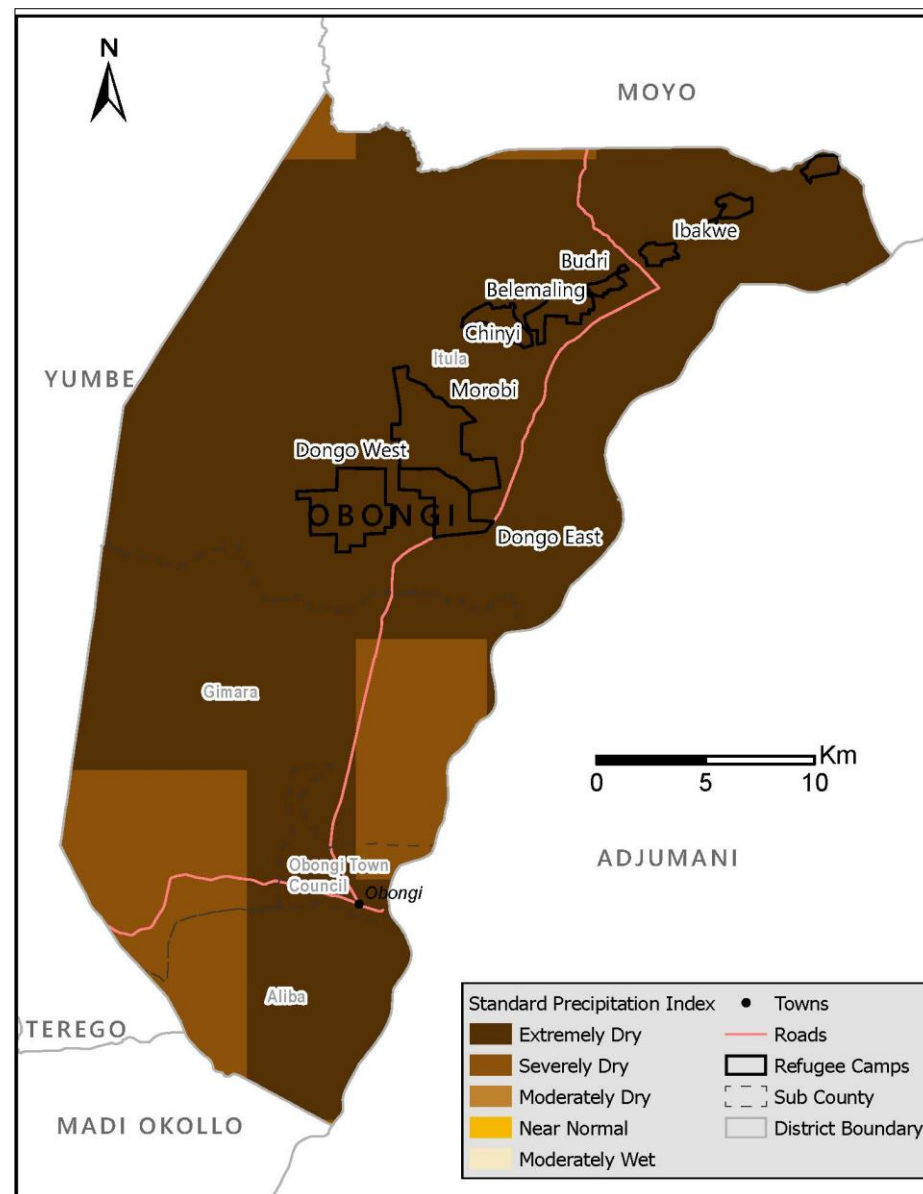 N
MOYO
Ibakwe
Budri
Belemaling
Chinyi
Itula
YUMBE
Morobi
Dongo West
OBONGI
Dongo East
Gimara
Km
0 5 10
ADJUMANI
Obongi Town
Council
Obongi
Aliba
TEREGO
MADI OKOLLO
Standard Precipitation Index
Extremely Dry
Severely Dry
Moderately Dry
Near Normal
Moderately Wet
Towns
Roads
Refugee Camps
Sub County
District Boundary